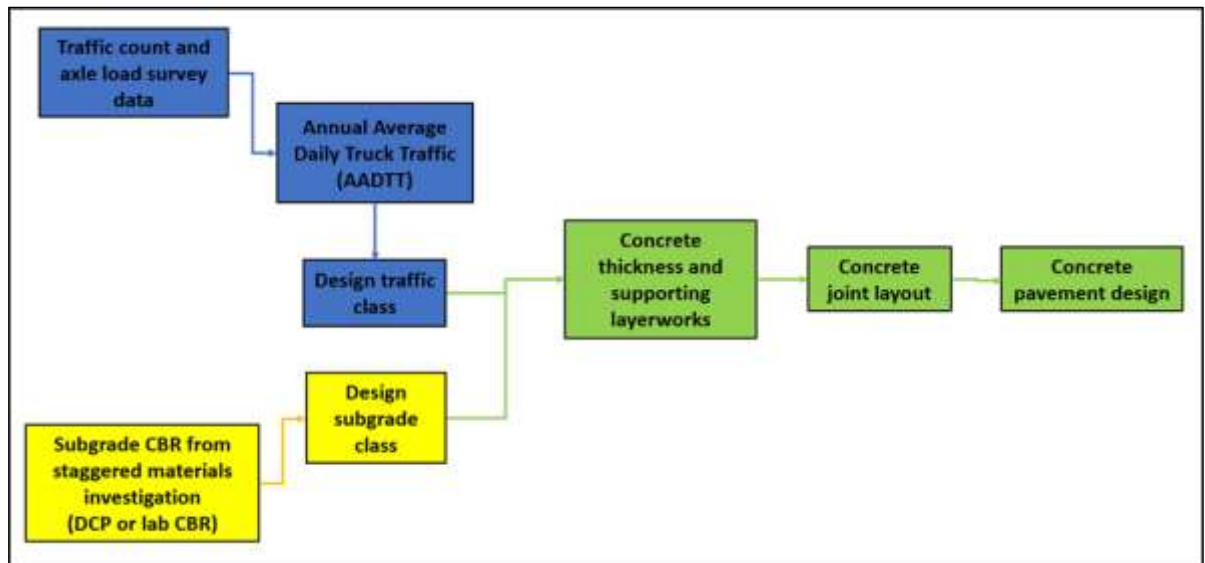 Traffic count and
axle load survey
data
Annual Average
Daily Truck Traffic
(AADTT)
Design traffic
class
Concrete
thickness and
supporting
layerworks
Concrete
joint layout
Concrete
pavement design
Design
subgrade
class
Subgrade CBR from
staggered materials
investigation
(DCP or lab CBR)